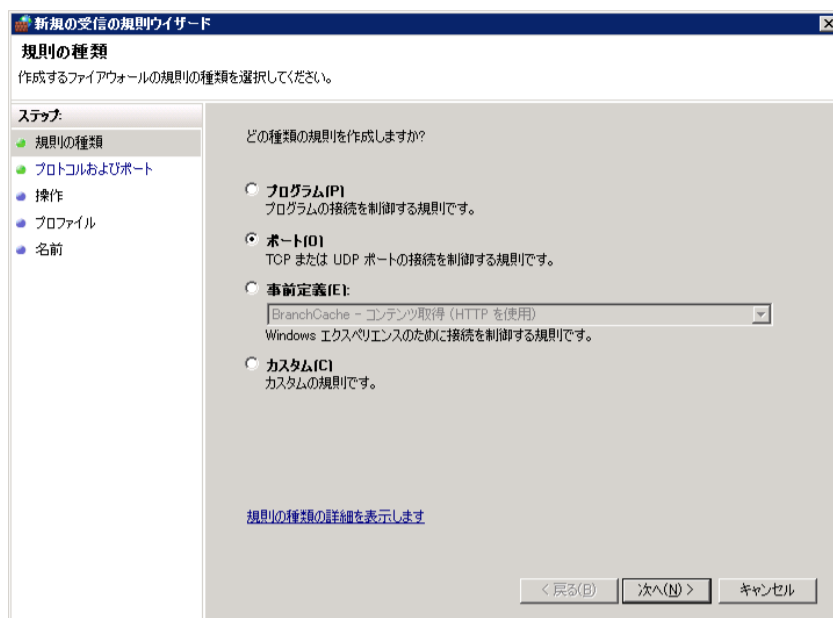 新規の受信の規則ウィザード
規則の種類
作成するファイアウォールの規則の種類を選択してください。
ステップ:
規則の種類
プロトコルおよびポート
操作
プロファイル
名前
どの種類の規則を作成しますか?
プログラム(P)
プログラムの接続を制御する規則です。
ポート(O)
TCP または UDP ポートの接続を制御する規則です。
事前定義(E):
BranchCache - コンテンツ取得 (HTTP を使用)
Windows エクスペリエンスのために接続を制御する規則です。
カスタム(C)
カスタムの規則です。
規則の種類の詳細を表示します
< 戻る(B)
次へ(N) >
キャンセル